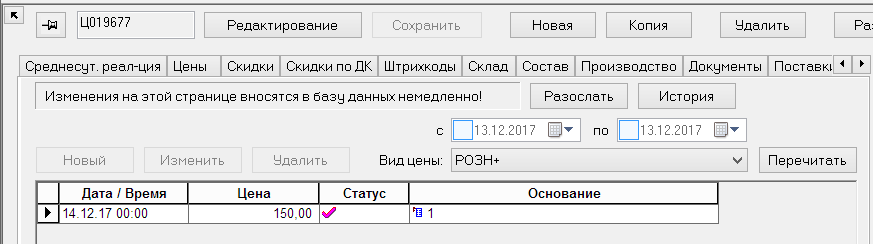 Ц019677 Редактирование Сохранить Новая Копия Удалить Раз
Среднесут. реал-ция Цены Скидки Скидки по ДК Штрихкоды Склад Состав Производство Документы Поставки
Изменения на этой странице вносятся в базу данных немедленно! Разослать История
с 13.12.2017 по 13.12.2017
Новый Изменить Удалить Вид цены: РОЗН+ Перечитать
Дата / Время Цена Статус Основание
14.12.17 00:00 150,00 1